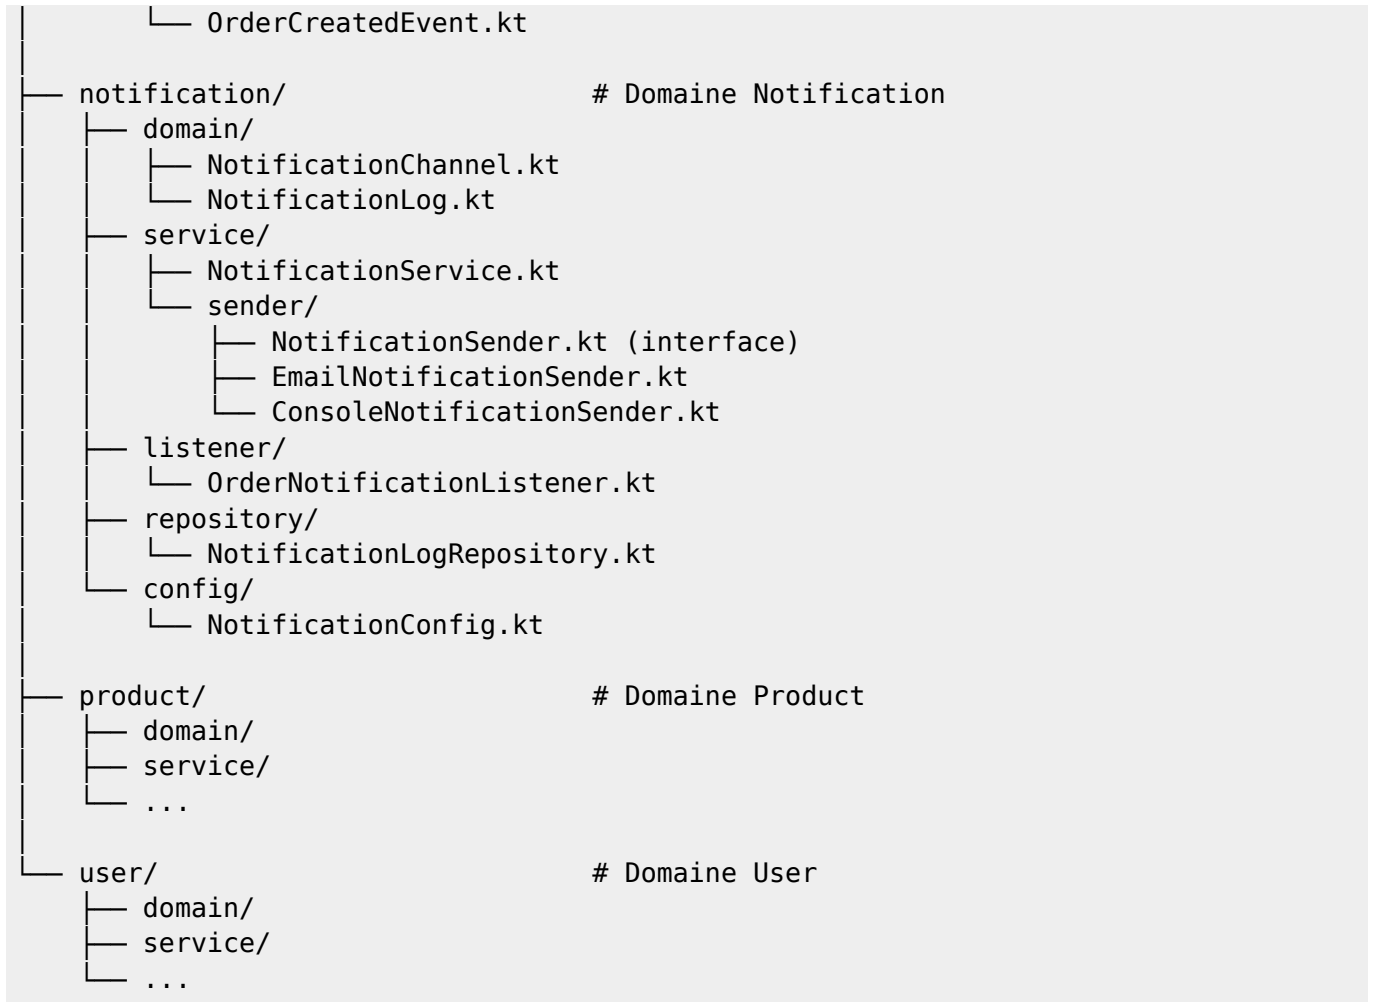 │       └── OrderCreatedEvent.kt
│
├── notification/                   # Domaine Notification
│   ├── domain/
│   │   ├── NotificationChannel.kt
│   │   └── NotificationLog.kt
│   ├── service/
│   │   ├── NotificationService.kt
│   │   └── sender/
│   │       ├── NotificationSender.kt (interface)
│   │       ├── EmailNotificationSender.kt
│   │       └── ConsoleNotificationSender.kt
│   ├── listener/
│   │   └── OrderNotificationListener.kt
│   ├── repository/
│   │   └── NotificationLogRepository.kt
│   └── config/
│       └── NotificationConfig.kt
│
├── product/                        # Domaine Product
│   ├── domain/
│   ├── service/
│   └── ...
│
└── user/                           # Domaine User
    ├── domain/
    ├── service/
    └── ...